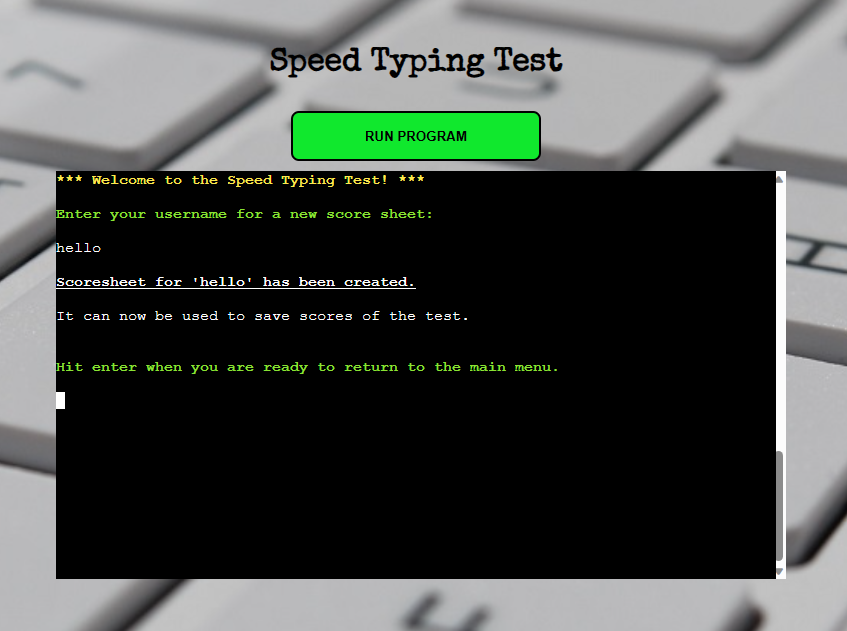 Speed Typing Test
RUN PROGRAM
*** Welcome to the Speed Typing Test! ***
Enter your username for a new score sheet:
hello
Scoresheet for 'hello' has been created.
It can now be used to save scores of the test.
Hit enter when you are ready to return to the main menu.